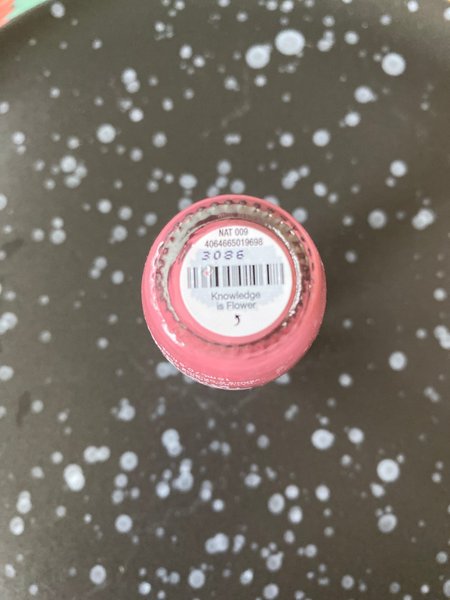 NAT 009
4064665019698
3086
Knowledge
is Flower